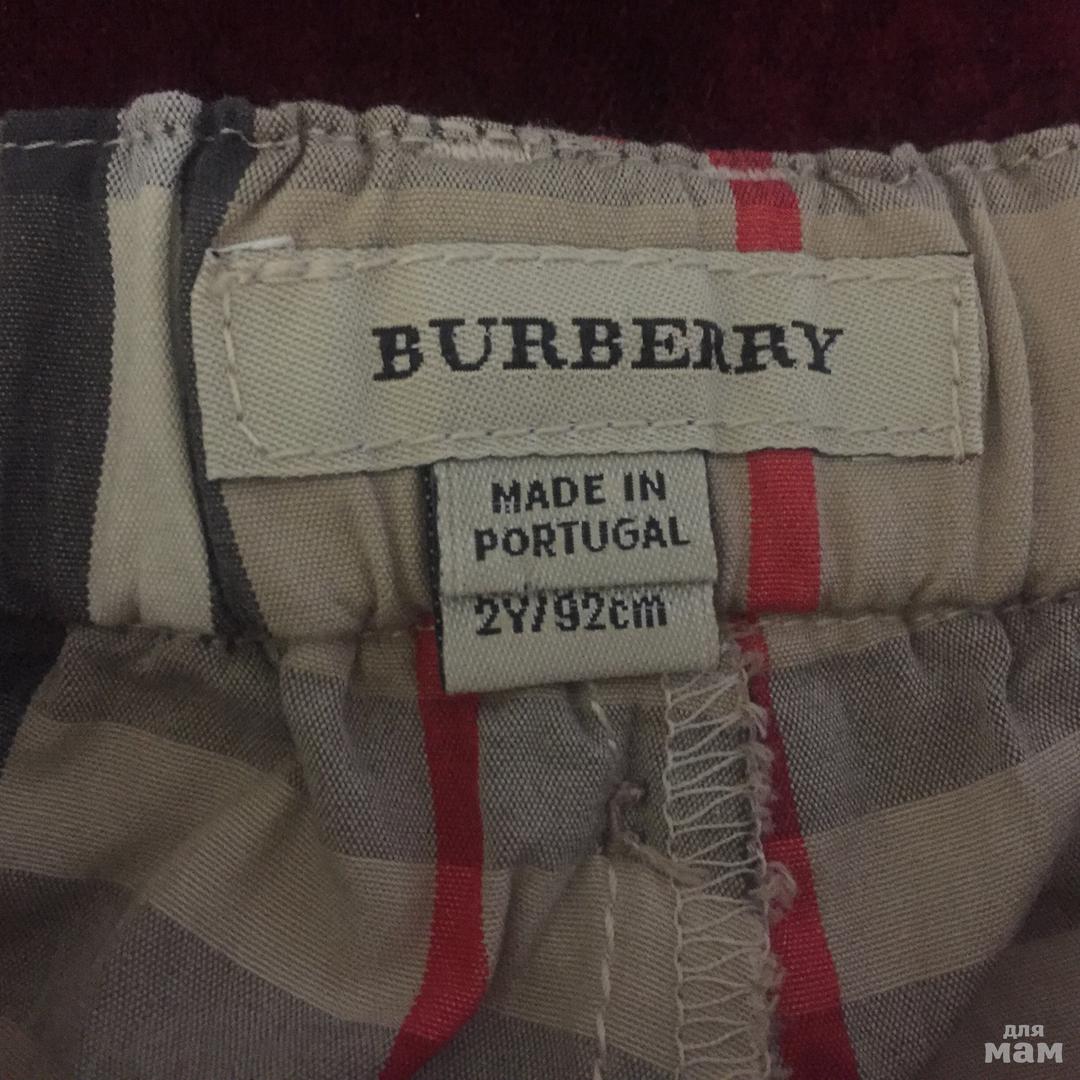 BURBERRY
MADE IN
PORTUGAL
2Y/92cm
для
мам